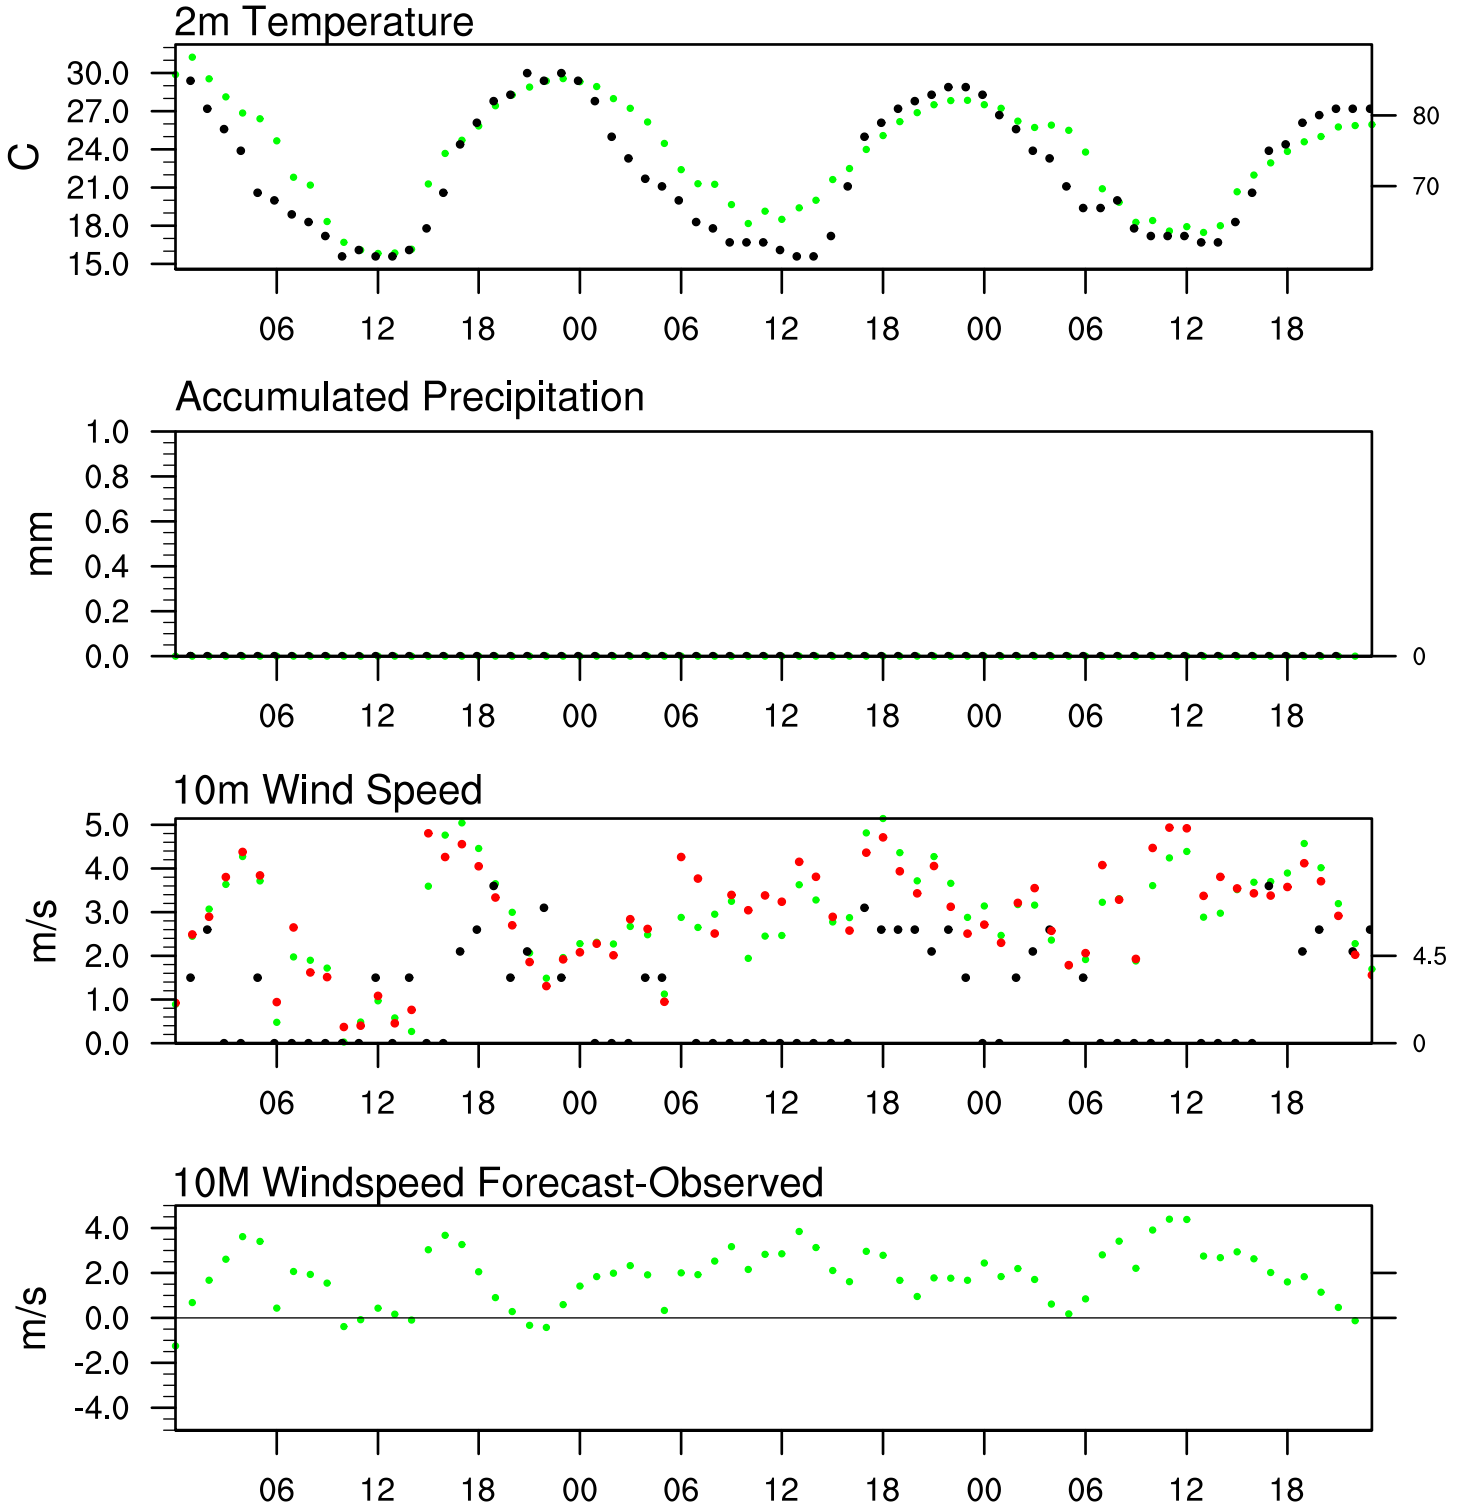 2m Temperature
30.0
27.0
24.0
21.0
18.0
15.0
C
80
70
06 12 18 00 06 12 18 00 06 12 18
Accumulated Precipitation
1.0
0.8
0.6
0.4
0.2
0.0
mm
0
06 12 18 00 06 12 18 00 06 12 18
10m Wind Speed
5.0
4.0
3.0
2.0
1.0
0.0
m/s
4.5
0
06 12 18 00 06 12 18 00 06 12 18
10M Windspeed Forecast-Observed
4.0
2.0
0.0
-2.0
-4.0
m/s
06 12 18 00 06 12 18 00 06 12 18